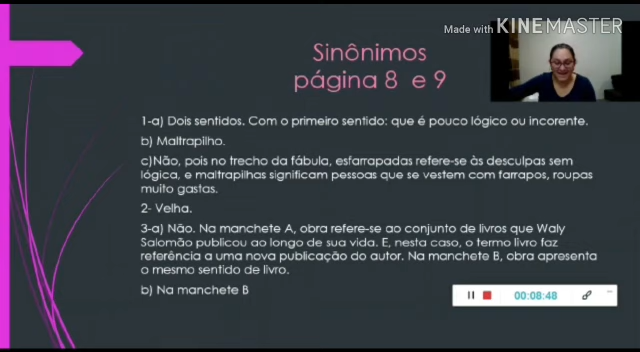 Made with KINEMASTER
Sinônimos
página 8 e 9
1-a) Dois sentidos. Com o primeiro sentido: que é pouco lógico ou incorente.
b) Maltrapilho.
c)Não, pois no trecho da fábula, esfarrapadas refere-se às desculpas sem
lógica, e maltrapilhas significam pessoas que se vestem com farrapos, roupas
muito gastas.
2- Velha.
3-a) Não. Na manchete A, obra refere-se ao conjunto de livros que Waly
Salomão publicou ao longo de sua vida. E, nesta caso, o termo livro faz
referência a uma nova publicação do autor. Na manchete B, obra apresenta
o mesmo sentido de livro.
b) Na manchete B
00:08:48